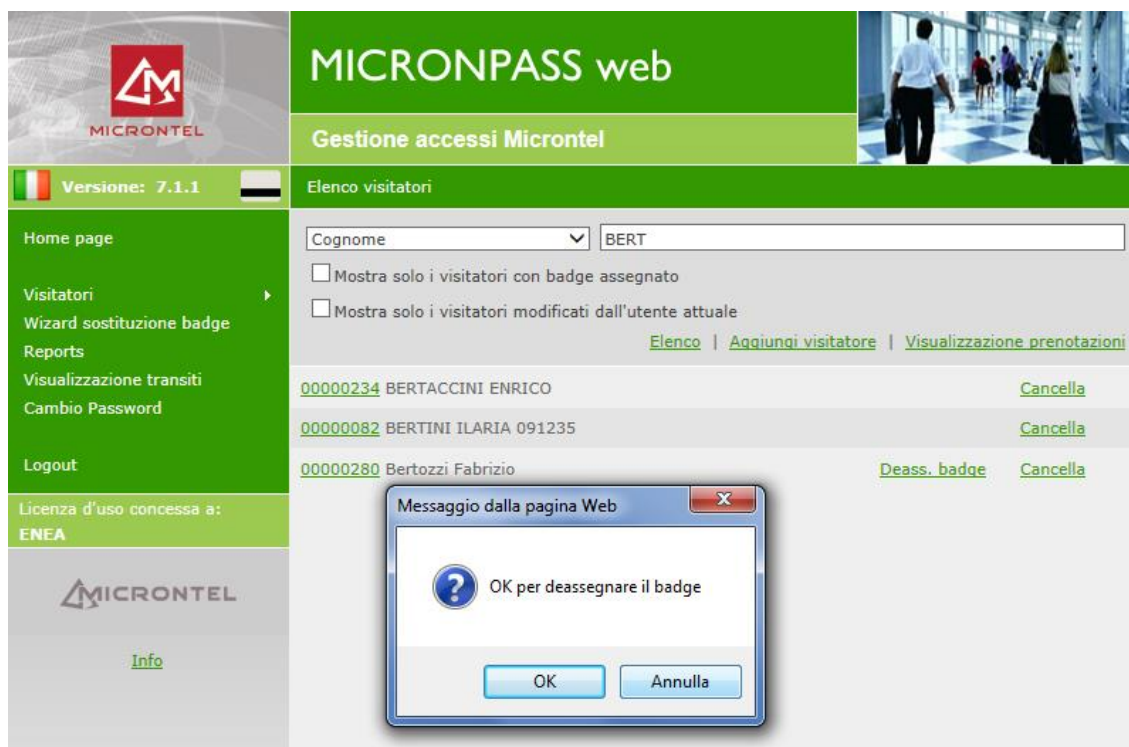 MICRONTEL
MICRONPASS web
Gestione accessi Microntel
Versione: 7.1.1
Elenco visitatori
Home page
Visitatori
Wizard sostituzione badge
Reports
Visualizzazione transiti
Cambio Password
Logout
Licenza d'uso concessa a:
ENEA
MICRONTEL
Info
Cognome BERT
Mostra solo i visitatori con badge assegnato
Mostra solo i visitatori modificati dall'utente attuale
Elenco | Aggiungi visitatore | Visualizzazione prenotazioni
00000234 BERTACCINI ENRICO Cancella
00000082 BERTINI ILARIA 091235 Cancella
00000280 Bertozzi Fabrizio Deass. badge Cancella
Messaggio dalla pagina Web
OK per deassegnare il badge
OK Annulla